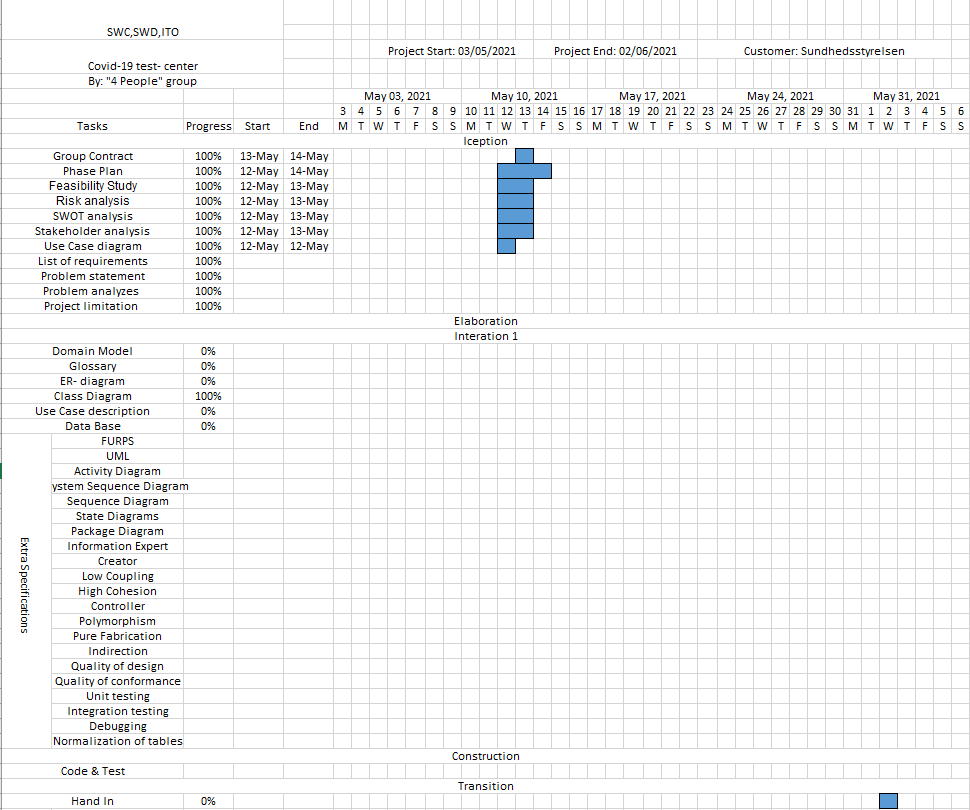 SWC,SWD,ITO
Project Start: 03/05/2021 Project End: 02/06/2021 Customer: Sundhedsstyrelsen
Covid-19 test- center
By: "4 People" group
May 03, 2021 May 10, 2021 May 17, 2021 May 24, 2021 May 31, 2021
3 4 5 6 7 8 9 10 11 12 13 14 15 16 17 18 19 20 21 22 23 24 25 26 27 28 29 30 31 1 2 3 4 5 6
Tasks Progress Start End M T W T F S S M T W T F S S M T W T F S S M T W T F S S M T W T F S S
Iception
Group Contract 100% 13-May 14-May
Phase Plan 100% 12-May 14-May
Feasibility Study 100% 12-May 13-May
Risk analysis 100% 12-May 13-May
SWOT analysis 100% 12-May 13-May
Stakeholder analysis 100% 12-May 13-May
Use Case diagram 100% 12-May 12-May
List of requirements 100%
Problem statement 100%
Problem analyzes 100%
Project limitation 100%
Elaboration
Interation 1
Domain Model 0%
Glossary 0%
ER- diagram 0%
Class Diagram 100%
Use Case description 0%
Data Base 0%
Extra Specifications
FURPS
UML
Activity Diagram
ystem Sequence Diagram
Sequence Diagram
State Diagrams
Package Diagram
Information Expert
Creator
Low Coupling
High Cohesion
Controller
Polymorphism
Pure Fabrication
Indirection
Quality of design
Quality of conformance
Unit testing
Integration testing
Debugging
Normalization of tables
Construction
Code & Test
Transition
Hand In 0%